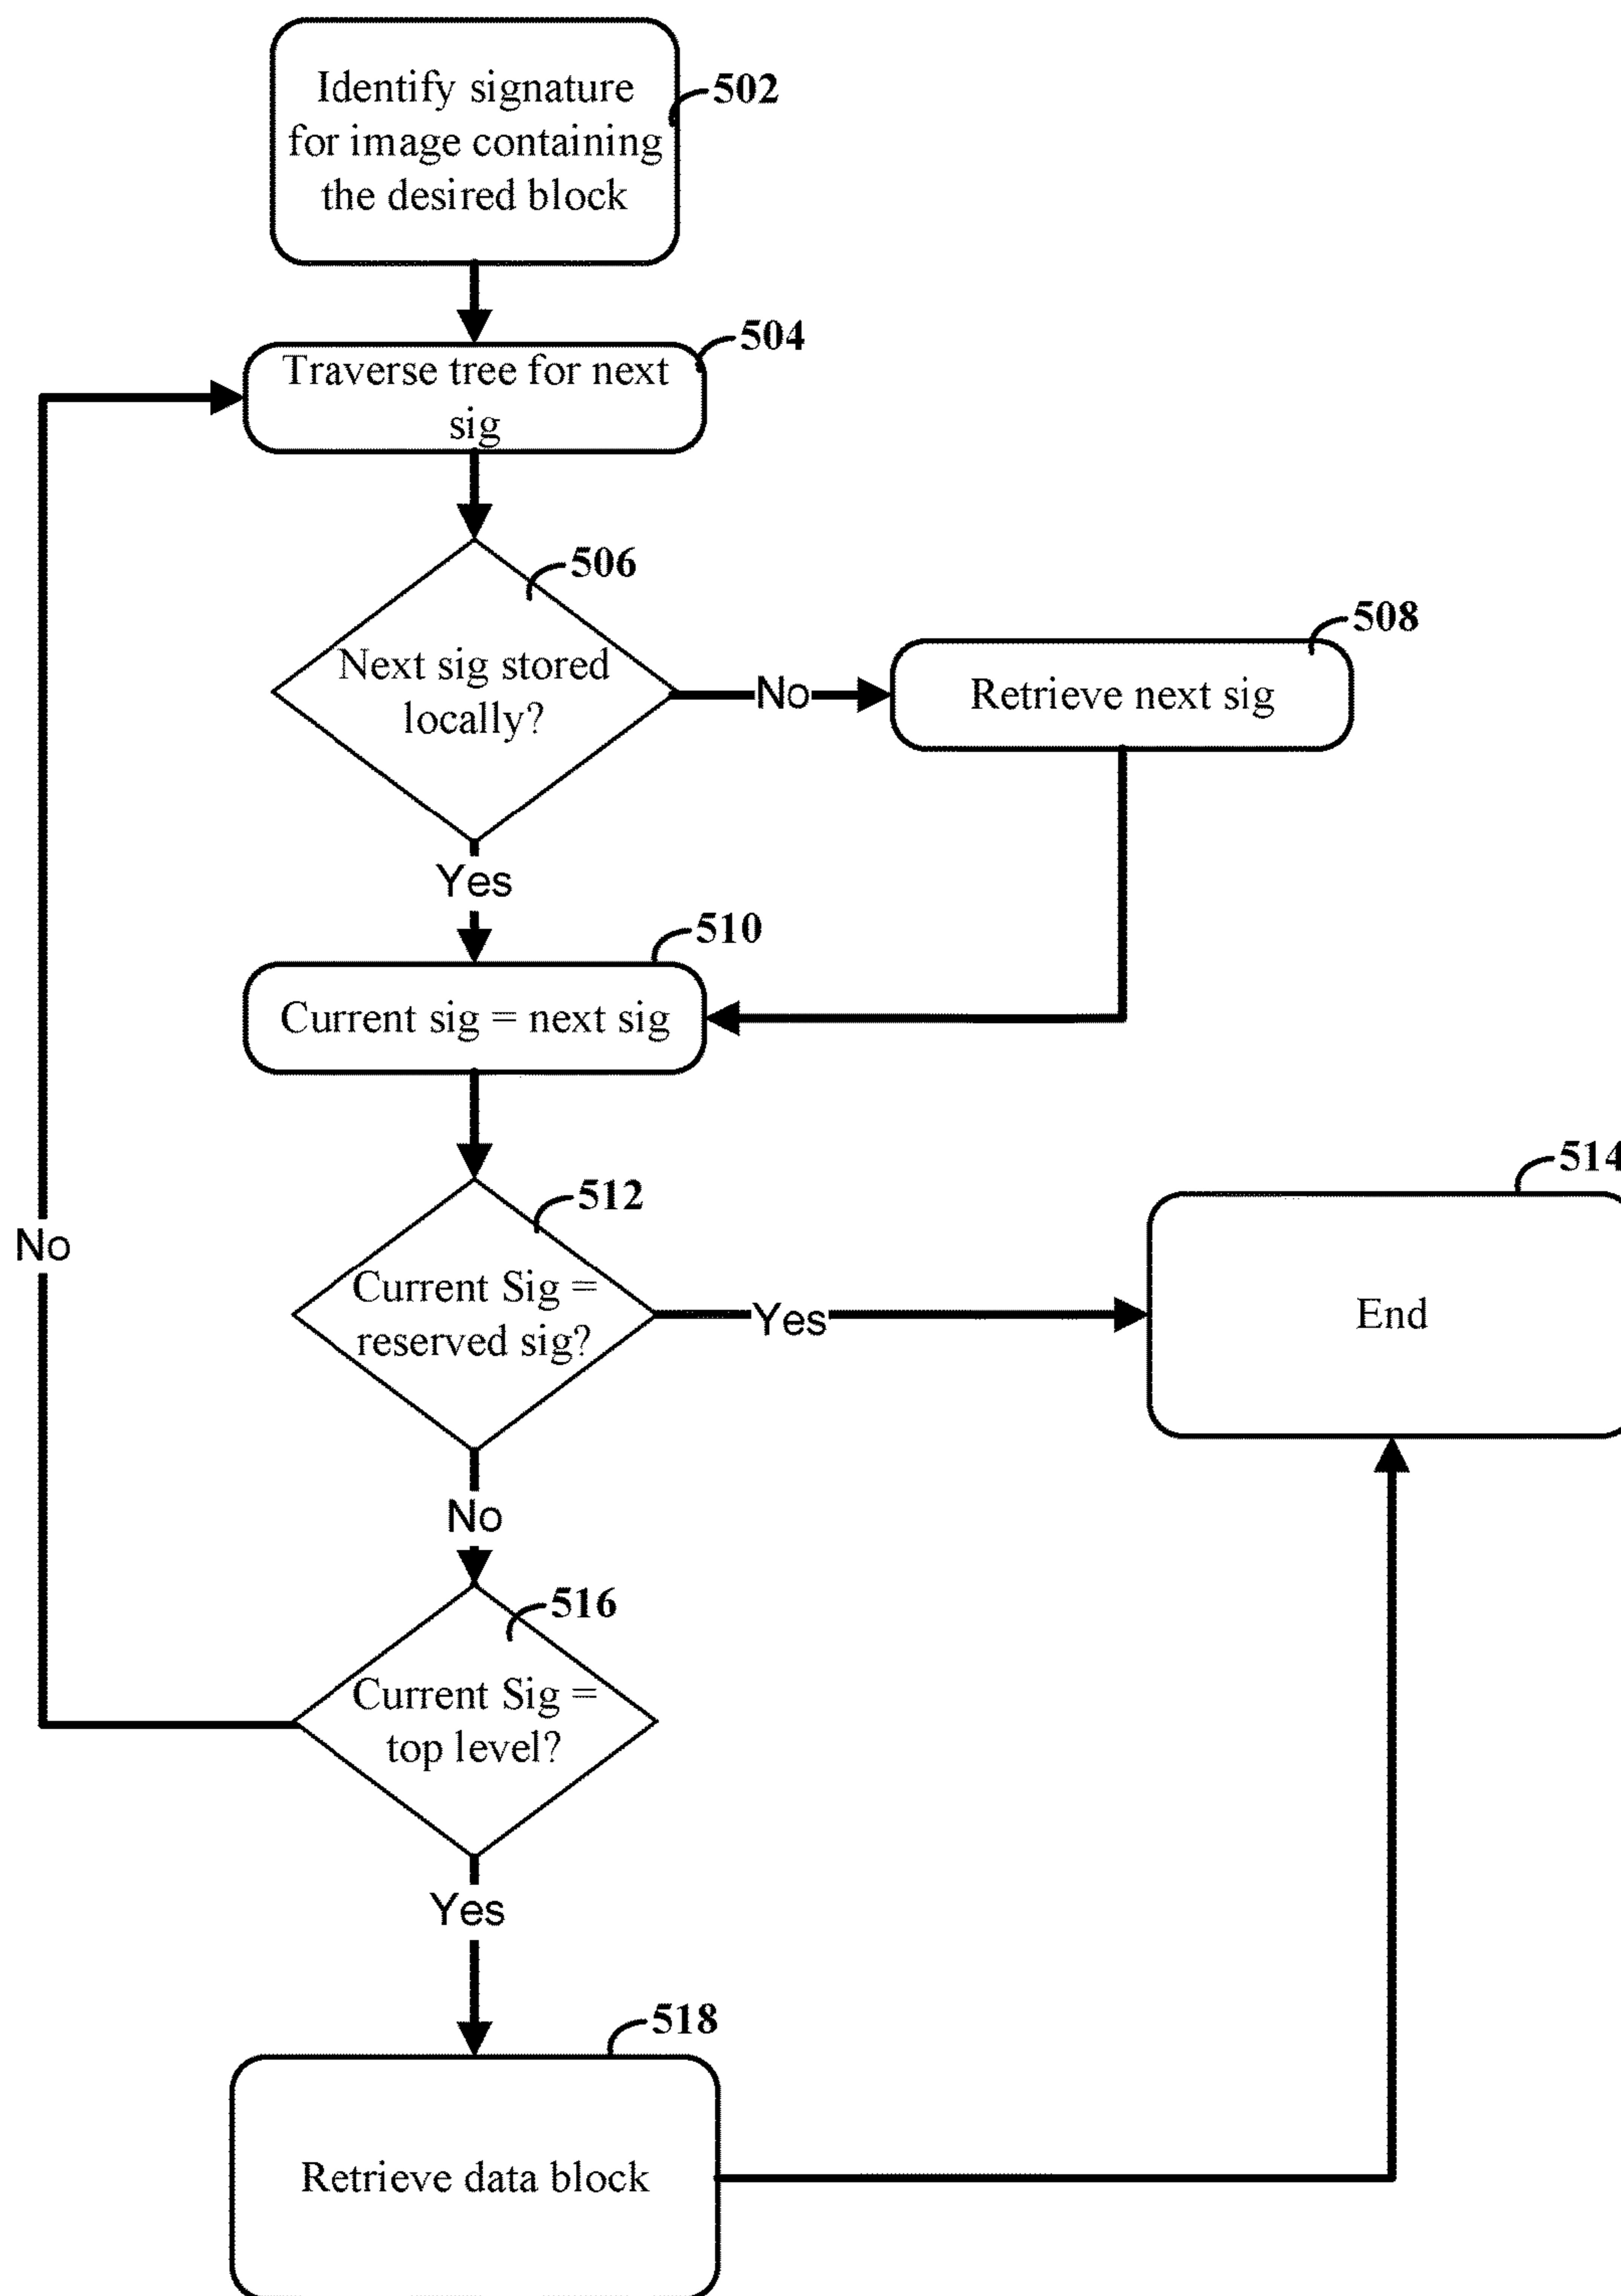 Identify signature
for image containing
the desired block
502
Traverse tree for next
sig
504
506
Next sig stored
locally?
No
508
Retrieve next sig
Yes
510
Current sig = next sig
512
Current Sig =
reserved sig?
Yes
514
End
No
No
516
Current Sig =
top level?
Yes
518
Retrieve data block